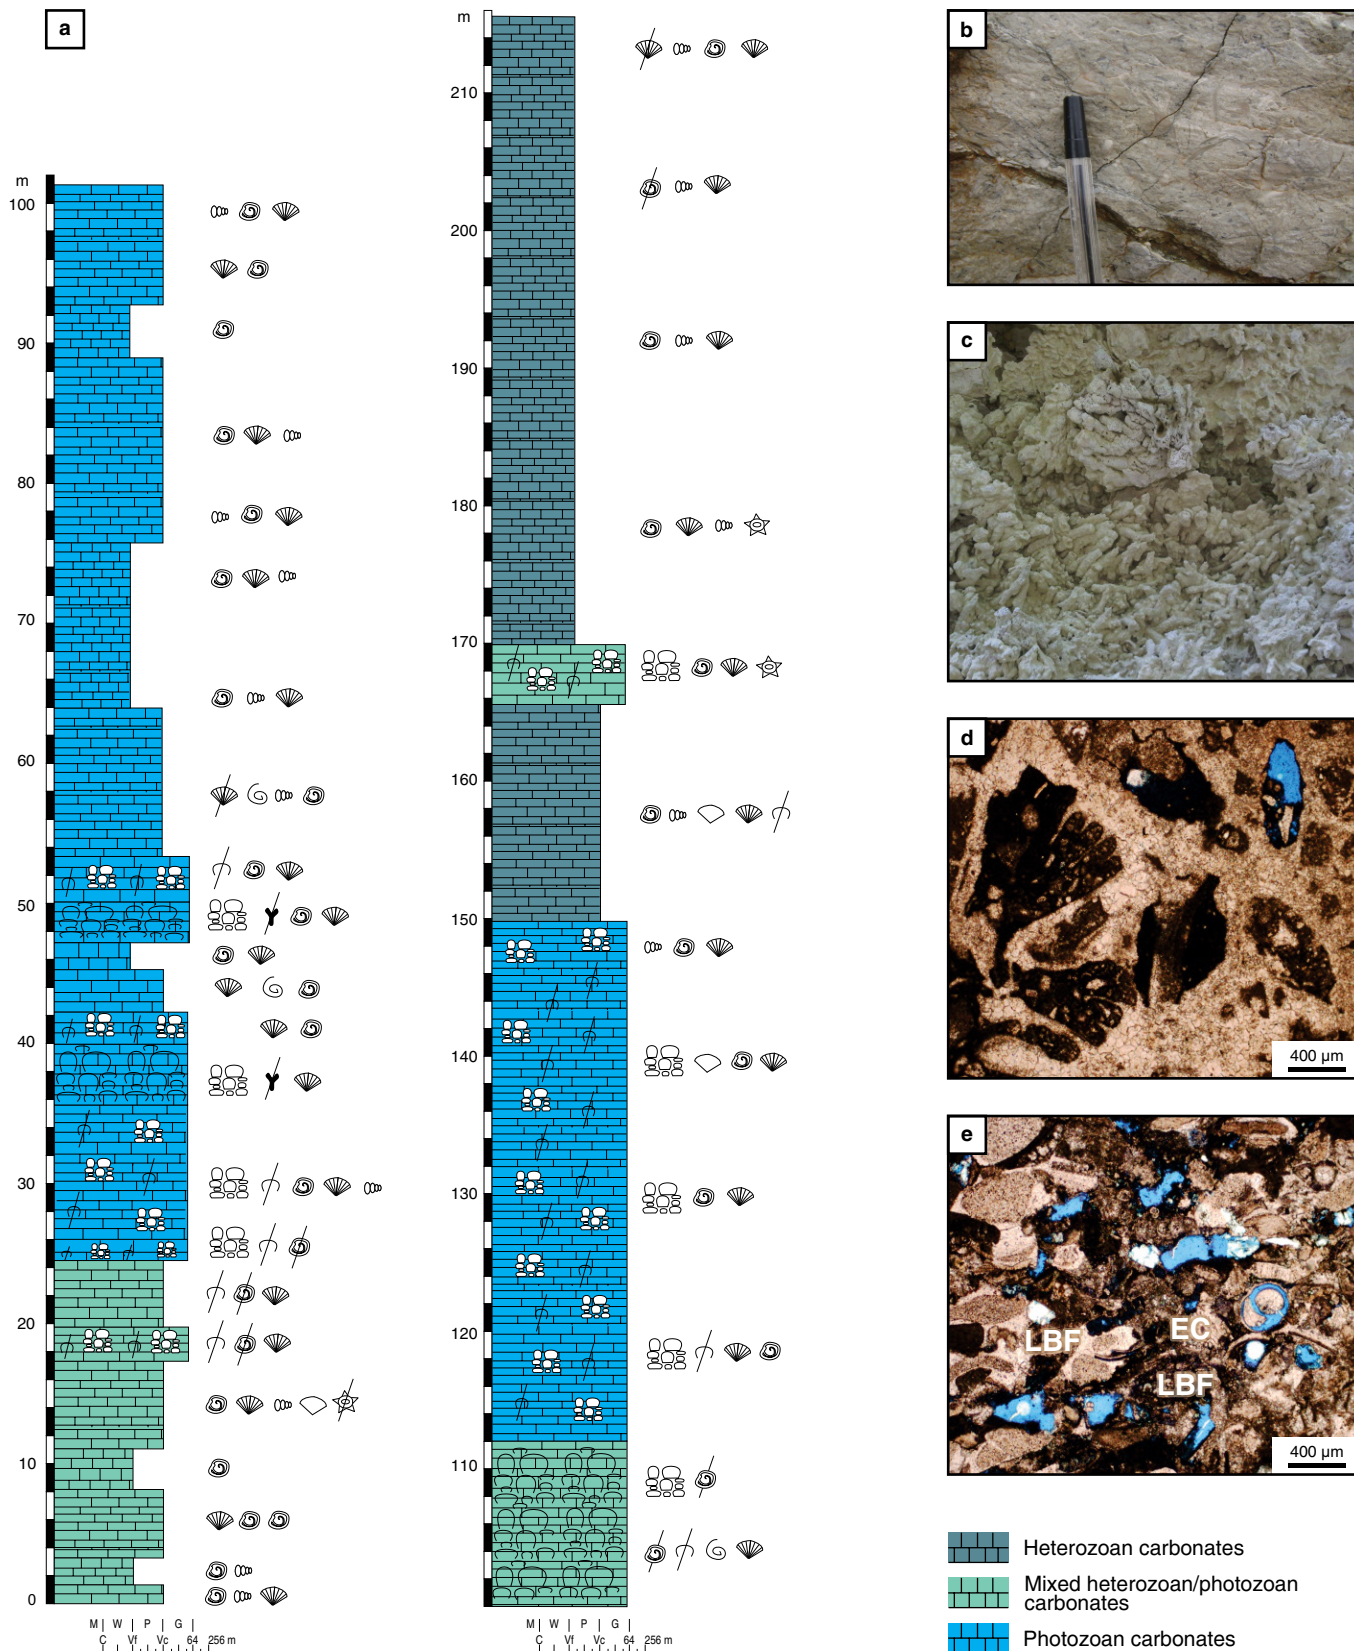 a
m
100
90
80
70
60
50
40
30
20
10
0
M W P G
C Vf Vc 64 256 m
m
210
200
190
180
170
160
150
140
130
120
110
M W P G
C Vf Vc 64 256 m
b
c
d
400 µm
e
LBF EC
LBF
400 µm
Heterozoan carbonates
Mixed heterozoan/photozoan
carbonates
Photozoan carbonates